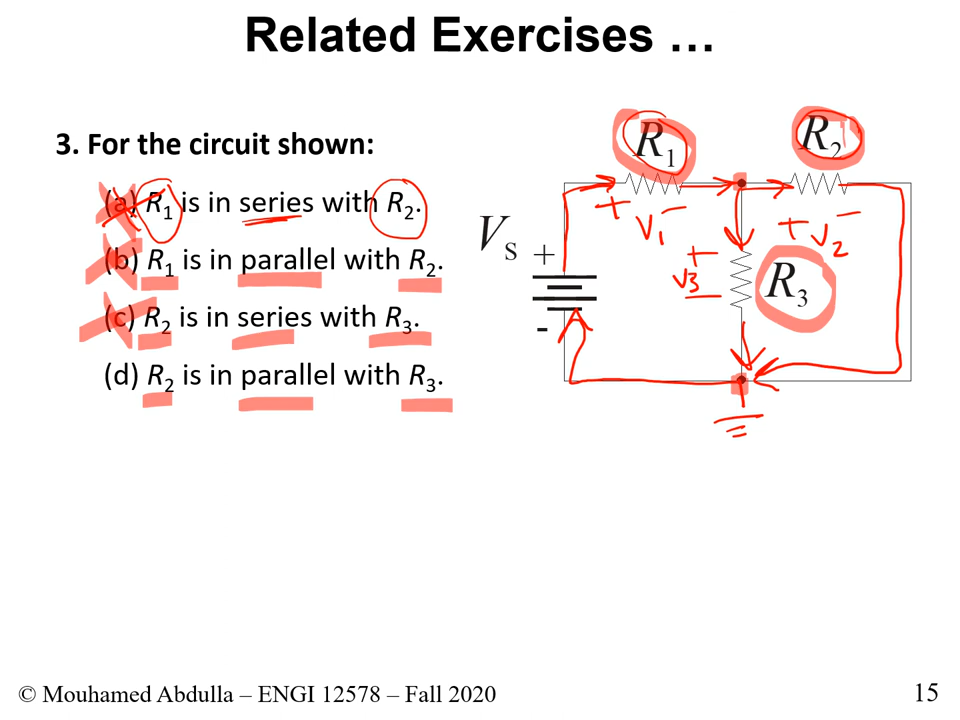 Related Exercises …
3. For the circuit shown:
(a) R1 is in series with R2.
(b) R1 is in parallel with R2.
(c) R2 is in series with R3.
(d) R2 is in parallel with R3.
R1
R2
+ V1 -
+ V2 -
VS
+
-
+
V3
-
R3
© Mouhamed Abdulla – ENGI 12578 – Fall 2020
15